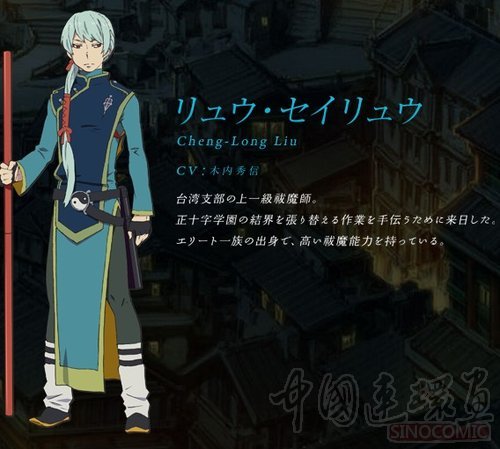 リュウ・セイリュウ
Cheng-Long Liu
CV：木内秀信
台湾支部の上一級祓魔師。
正十字学園の結界を張り替える作業を手伝うために来日した。
エリート一族の出身で、高い祓魔能力を持っている。
中國連環畫
SINOCOMIC